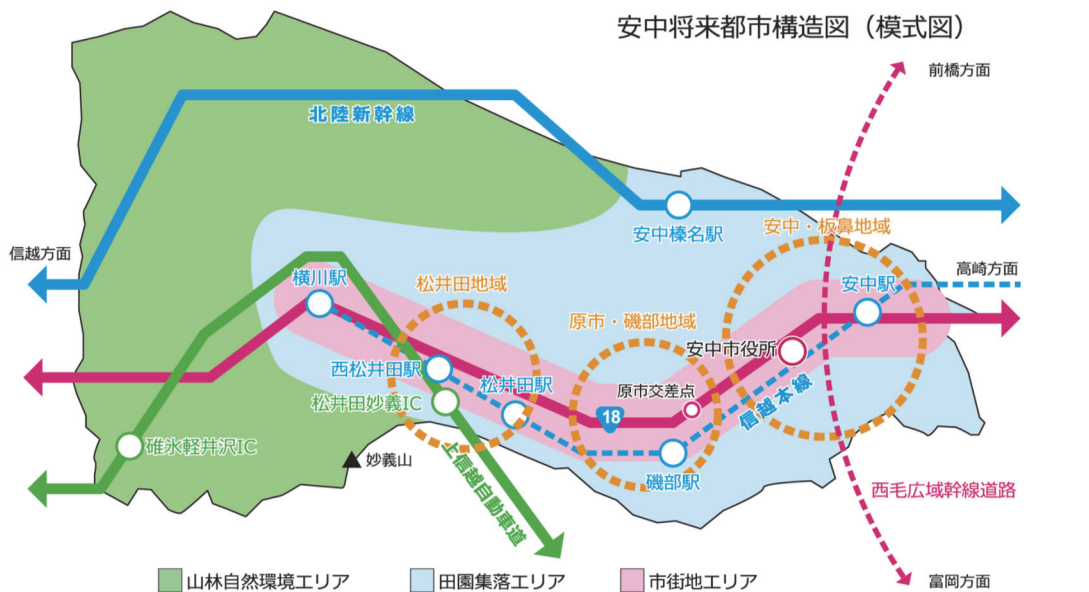 安中将来都市構造図（模式図）
前橋方面
北陸新幹線
安中榛名駅
安中・板鼻地域
信越方面
高崎方面
横川駅
松井田地域
安中駅
原市・磯部地域
安中市役所
西松井田駅
松井田駅
原市交差点
松井田妙義IC
18
信越本線
碓氷軽井沢IC
妙義山
上信越自動車道
磯部駅
西毛広域幹線道路
山林自然環境エリア
田園集落エリア
市街地エリア
富岡方面